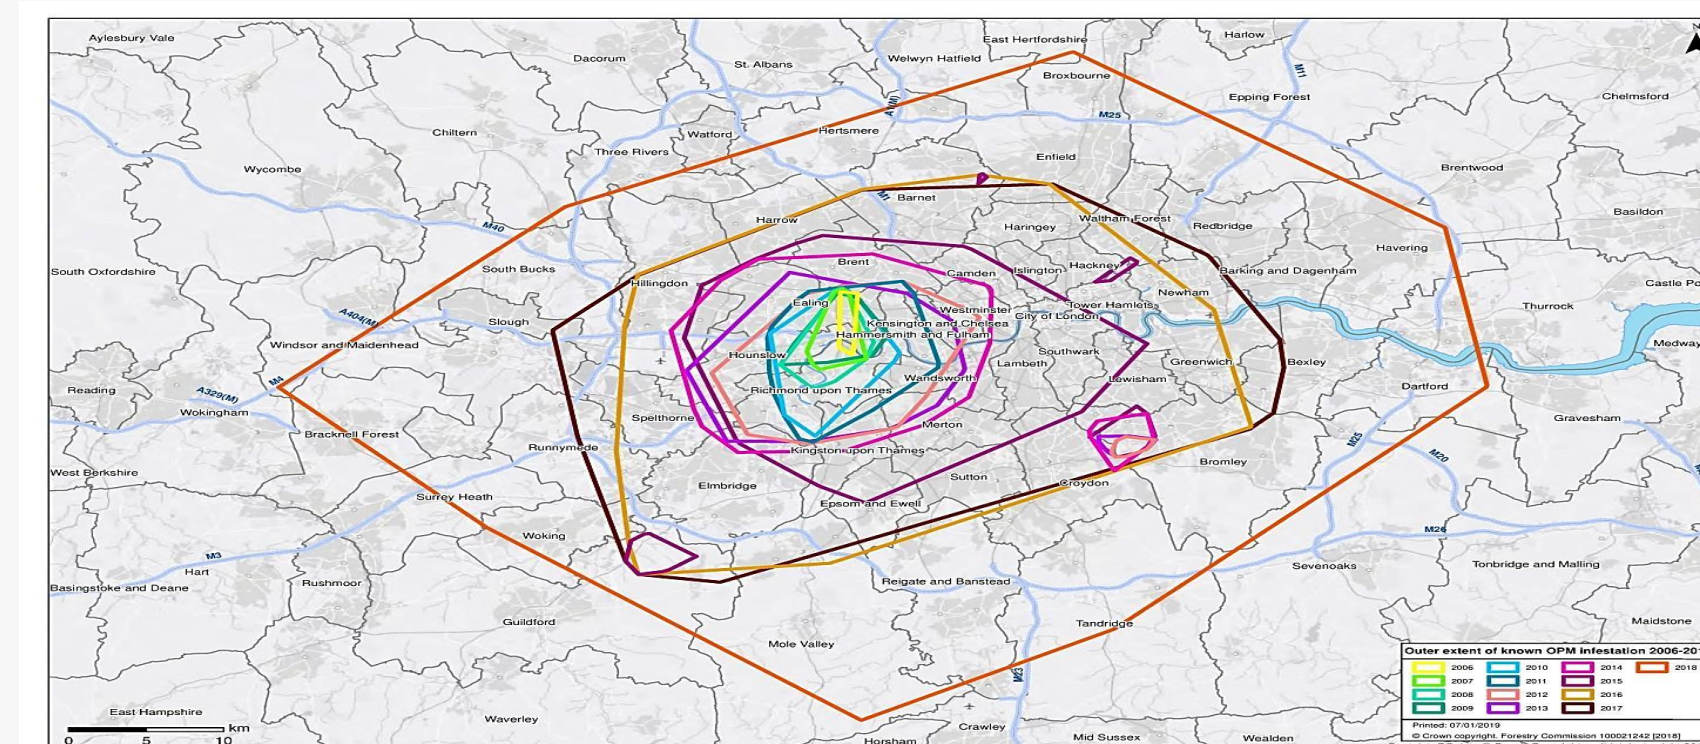 Aylesbury Vale
Dacorum
St. Albans
Welwyn Hatfield
East Hertfordshire
Harlow
N
Broxbourne
M11
Epping Forest
Chelmsford
A1(M)
M25
Chiltern
Watford
Hertsmere
Three Rivers
Enfield
Wycombe
Brentwood
M1
Barnet
Harrow
Haringey
Waltham Forest
Redbridge
Basildon
M40
Havering
South Oxfordshire
South Bucks
Hillingdon
Brent
Camden
Islington
Hackney
Barking and Dagenham
Castle Po
Ealing
Westminster
Tower Hamlets
Newham
Thurrock
A404(M)
Slough
Kensington and Chelsea
City of London
Hammersmith and Fulham
Windsor and Maidenhead
Hounslow
Lambeth
Southwark
Greenwich
Bexley
Medway
Reading
M4
A329(M)
Richmond upon Thames
Wandsworth
Lewisham
Dartford
Wokingham
Spelthorne
Merton
Gravesham
Bracknell Forest
Runnymede
Kingston upon Thames
M25
M20
West Berkshire
Elmbridge
Sutton
Croydon
Bromley
Surrey Heath
Epsom and Ewell
Woking
M26
M3
Hart
Rushmoor
Reigate and Banstead
Sevenoaks
Tonbridge and Malling
Basingstoke and Deane
Guildford
Tandridge
Maidstone
Mole Valley
M23
East Hampshire
Waverley
Crawley
Horsham
Mid Sussex
Wealden
km
0 5 10
Outer extent of known OPM infestation 2006-201
2006 2010 2014 2018
2007 2011 2015
2008 2012 2016
2009 2013 2017
Printed: 07/01/2019
© Crown copyright. Forestry Commission 100021242 [2018]